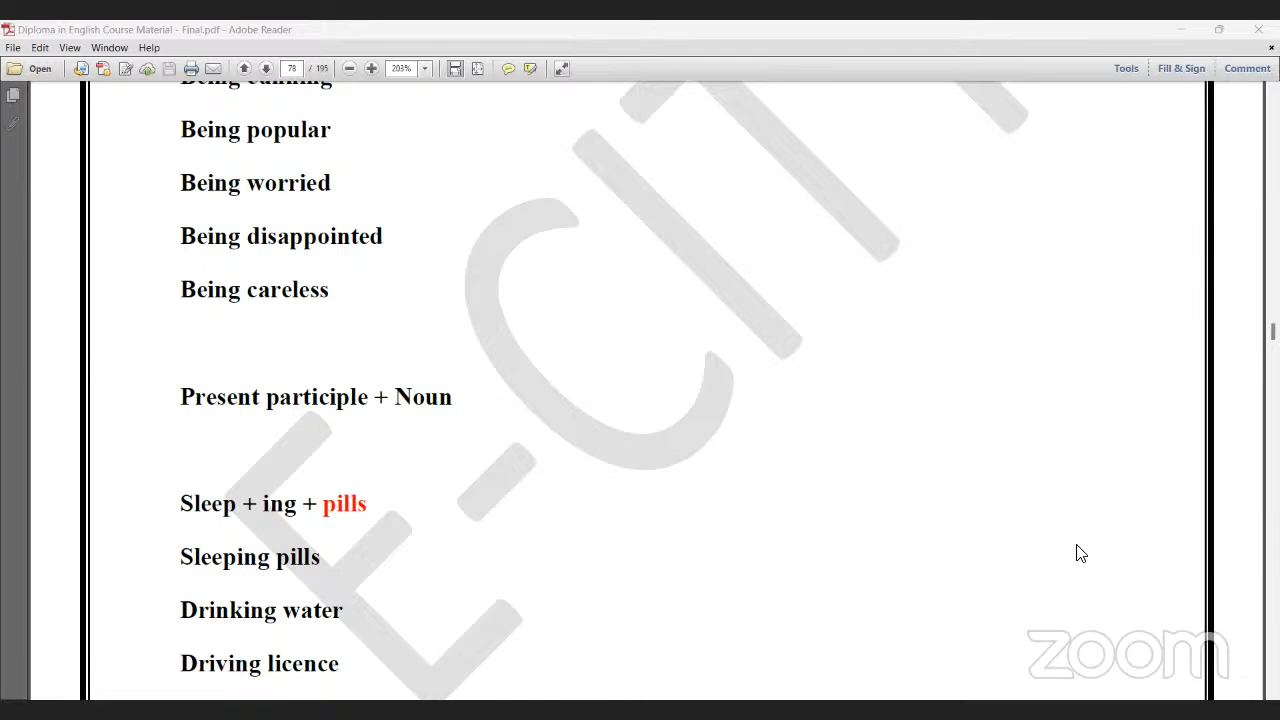 Diploma in English Course Material - Final.pdf - Adobe Reader
File Edit View Window Help
Open 78 / 195 203% Tools Fill & Sign Comment
Being popular
Being worried
Being disappointed
Being careless
Present participle + Noun
Sleep + ing + pills
Sleeping pills
Drinking water
Driving licence
E-CIT
zoom